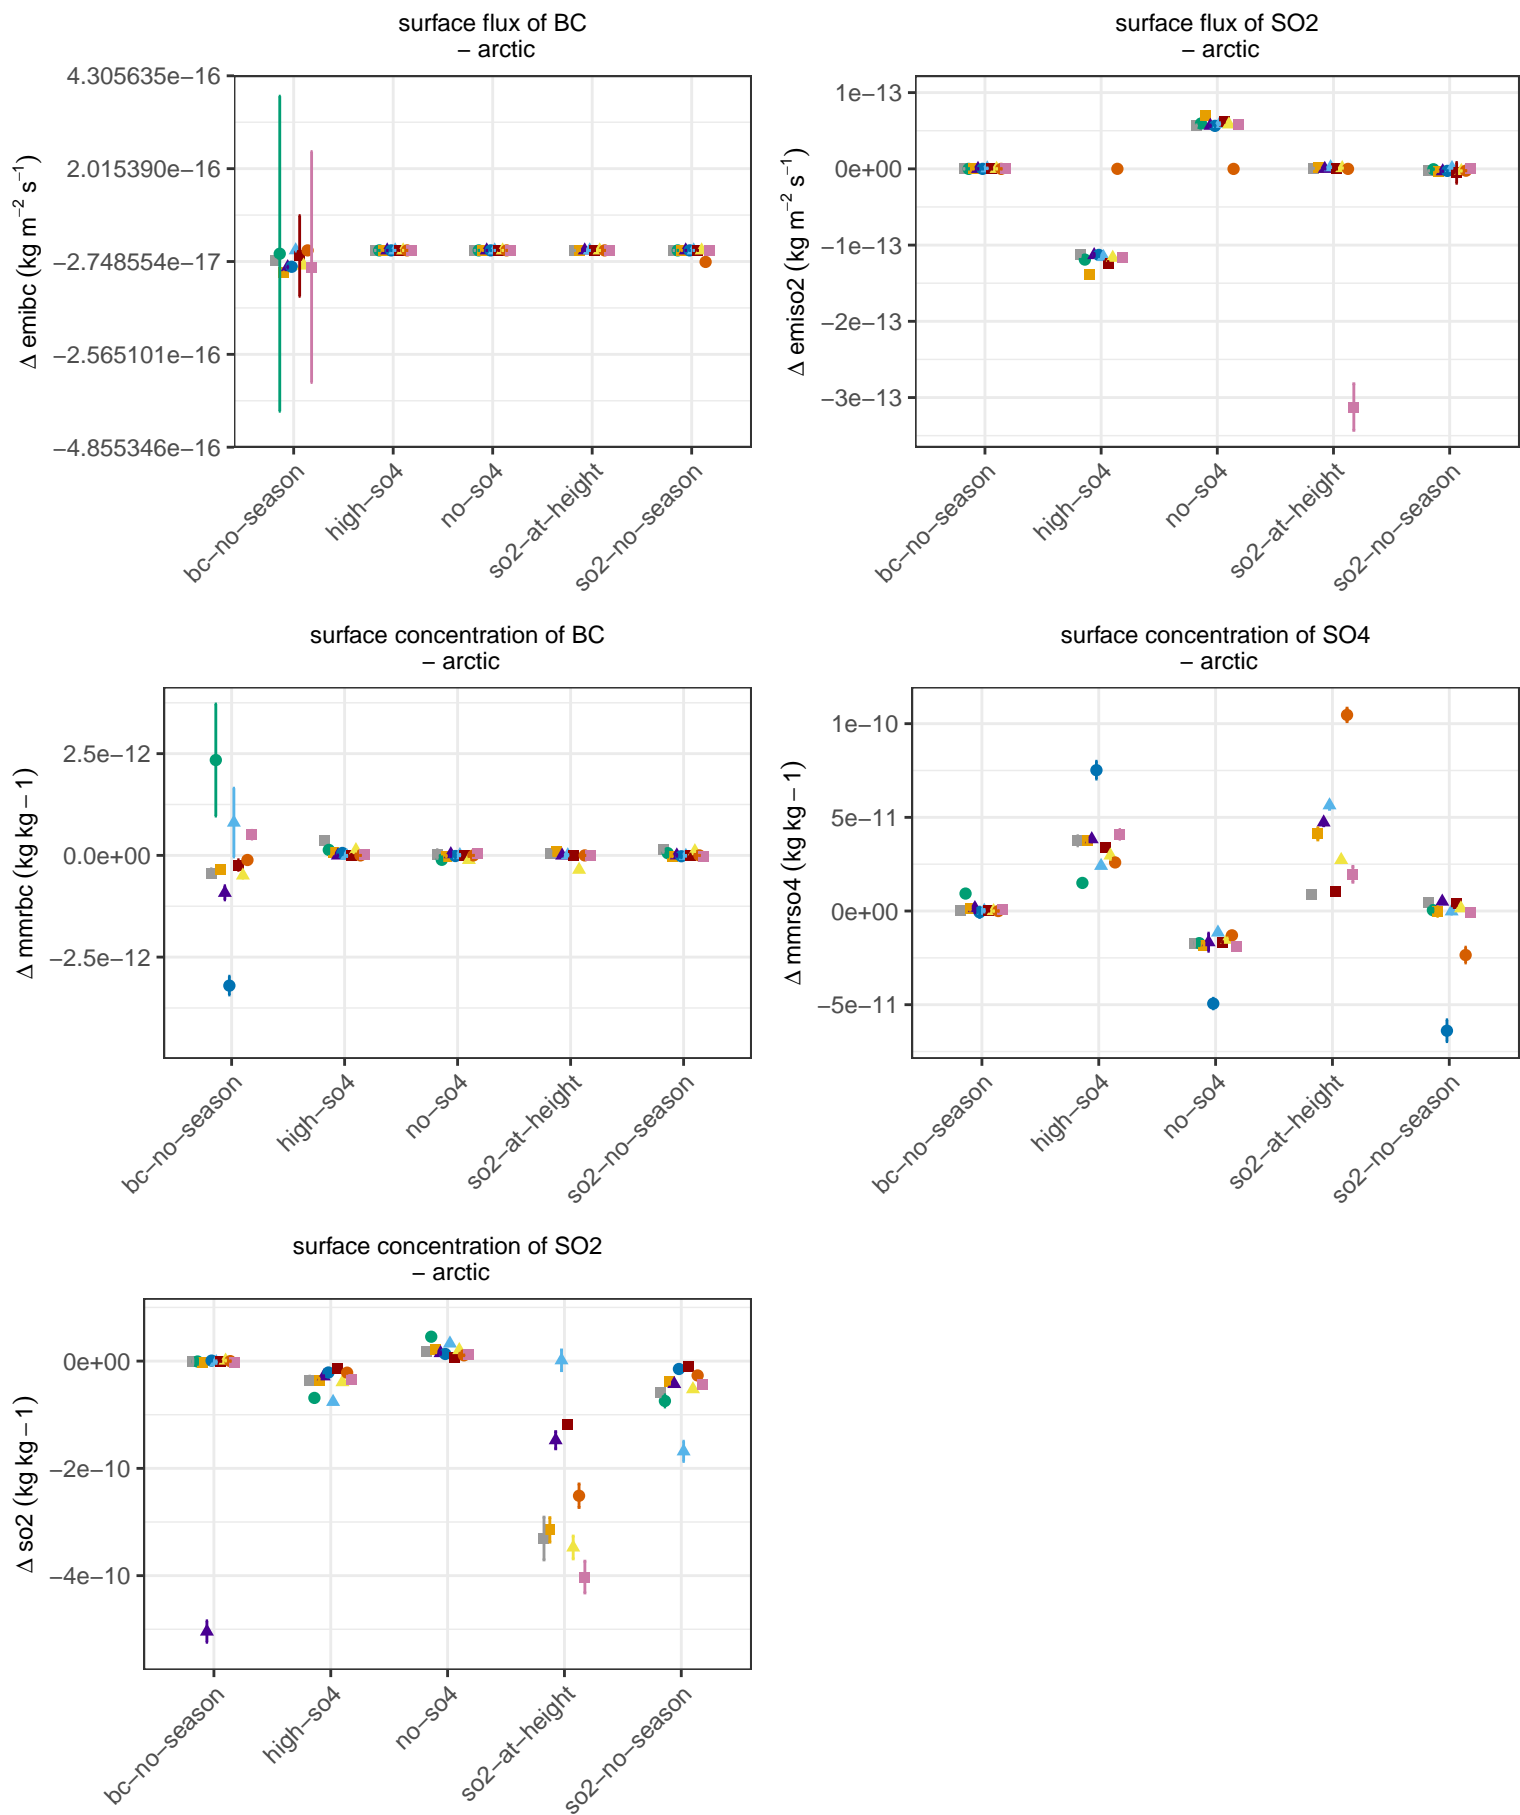 surface flux of BC
− arctic
4.305635e−16
2.015390e−16
−2.748554e−17
−2.565101e−16
−4.855346e−16
Δ emibc (kg m−2 s−1)
bc−no−season
high−so4
no−so4
so2−at−height
so2−no−season
surface flux of SO2
− arctic
1e−13
0e+00
−1e−13
−2e−13
−3e−13
Δ emiso2 (kg m−2 s−1)
bc−no−season
high−so4
no−so4
so2−at−height
so2−no−season
surface concentration of BC
− arctic
2.5e−12
0.0e+00
−2.5e−12
Δ mmrbc (kg kg − 1)
bc−no−season
high−so4
no−so4
so2−at−height
so2−no−season
surface concentration of SO4
− arctic
1e−10
5e−11
0e+00
−5e−11
Δ mmrso4 (kg kg − 1)
bc−no−season
high−so4
no−so4
so2−at−height
so2−no−season
surface concentration of SO2
− arctic
0e+00
−2e−10
−4e−10
Δ so2 (kg kg − 1)
bc−no−season
high−so4
no−so4
so2−at−height
so2−no−season